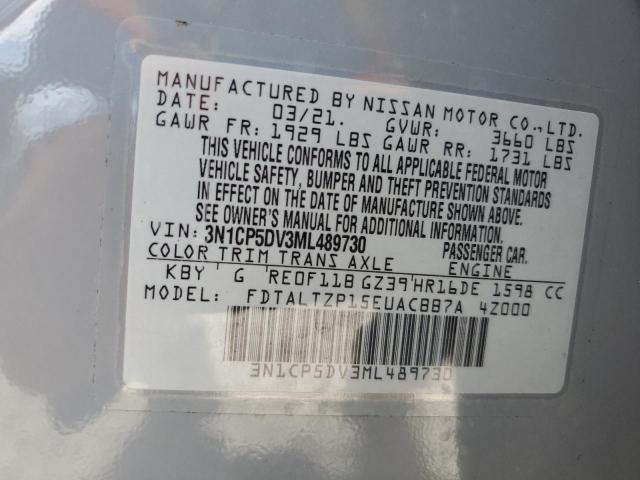 MANUFACTURED BY NISSAN MOTOR CO.,LTD.
DATE: 03/21. GVWR: 3660 LBS
GAWR FR: 1929 LBS GAWR RR: 1731 LBS
THIS VEHICLE CONFORMS TO ALL APPLICABLE FEDERAL MOTOR
VEHICLE SAFETY, BUMPER AND THEFT PREVENTION STANDARDS
IN EFFECT ON THE DATE OF MANUFACTURE SHOWN ABOVE.
SEE OWNER'S MANUAL FOR ADDITIONAL INFORMATION.
VIN: 3N1CP5DV3ML489730 PASSENGER CAR.
COLOR TRIM TRANS AXLE ENGINE
KBY G RE0F11B GZ39 HR16DE 1598 CC
FDTALTZP15EUACBB7A 4Z000
3N1CP5DV3ML489730